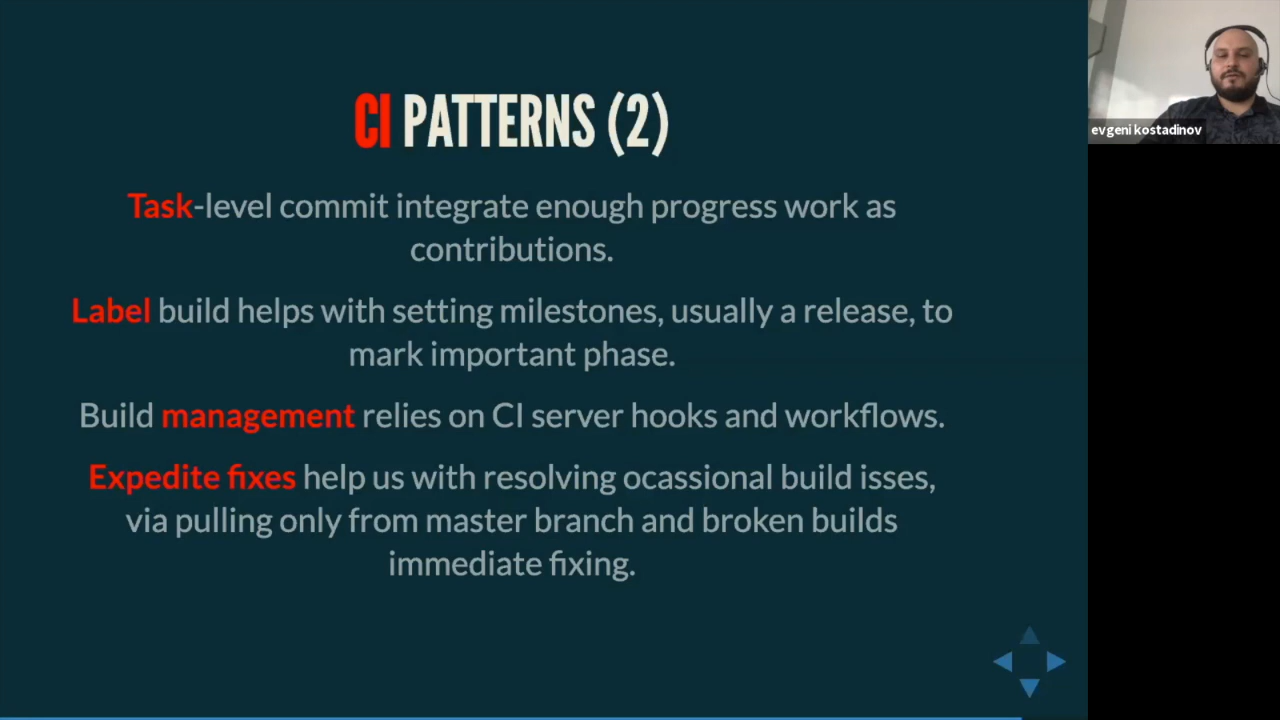 CI PATTERNS (2)
evgeni kostadinov
Task-level commit integrate enough progress work as
contributions.
Label build helps with setting milestones, usually a release, to
mark important phase.
Build management relies on CI server hooks and workflows.
Expedite fixes help us with resolving ocassional build isses,
via pulling only from master branch and broken builds
immediate fixing.